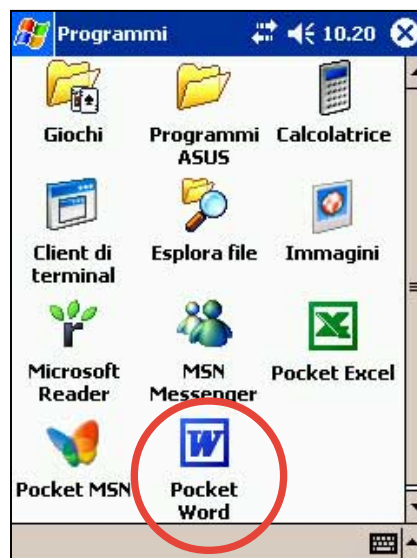 Programmi 10.20
Giochi Programmi ASUS Calcolatrice
Client di terminal Esplora file Immagini
Microsoft Reader MSN Messenger Pocket Excel
Pocket MSN Pocket Word